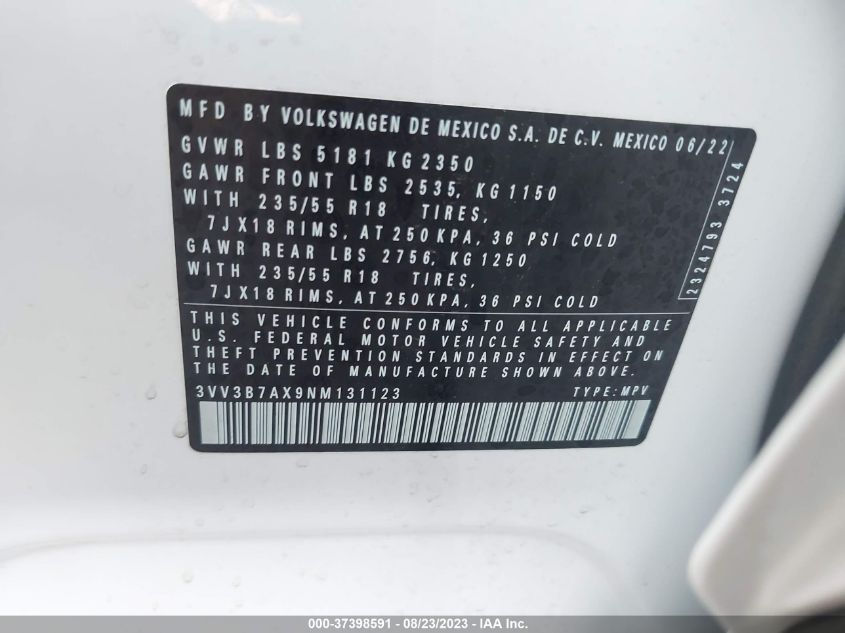 MFD BY VOLKSWAGEN DE MEXICO S.A. DE C.V. MEXICO 06/22
GVWR LBS 5181 KG 2350
GAWR FRONT LBS 2535, KG 1150
WITH 235/55 R18 TIRES,
7JX18 RIMS, AT 250 KPA, 36 PSI COLD
GAWR REAR LBS 2756, KG 1250
WITH 235/55 R18 TIRES,
7JX18 RIMS, AT 250 KPA, 36 PSI COLD
2324793 3724
THIS VEHICLE CONFORMS TO ALL APPLICABLE
U.S. FEDERAL MOTOR VEHICLE SAFETY AND
THEFT PREVENTION STANDARDS IN EFFECT ON
THE DATE OF MANUFACTURE SHOWN ABOVE.
3VV3B7AX9NM131123 TYPE: MPV
000-37398591 - 08/23/2023 - IAA Inc.